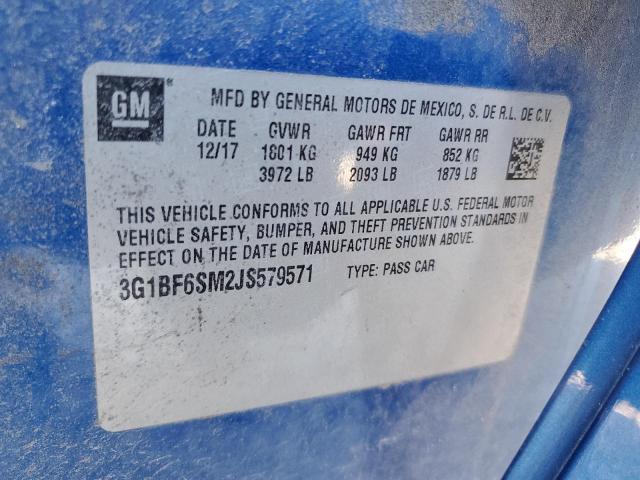 GM®
MFD BY GENERAL MOTORS DE MEXICO, S. DE R.L. DE C.V.
DATE GVWR GAWR FRT GAWR RR
12/17 1801 KG 949 KG 852 KG
3972 LB 2093 LB 1879 LB
THIS VEHICLE CONFORMS TO ALL APPLICABLE U.S. FEDERAL MOTOR
VEHICLE SAFETY, BUMPER, AND THEFT PREVENTION STANDARDS IN
EFFECT ON THE DATE OF MANUFACTURE SHOWN ABOVE.
3G1BF6SM2JS579571 TYPE: PASS CAR